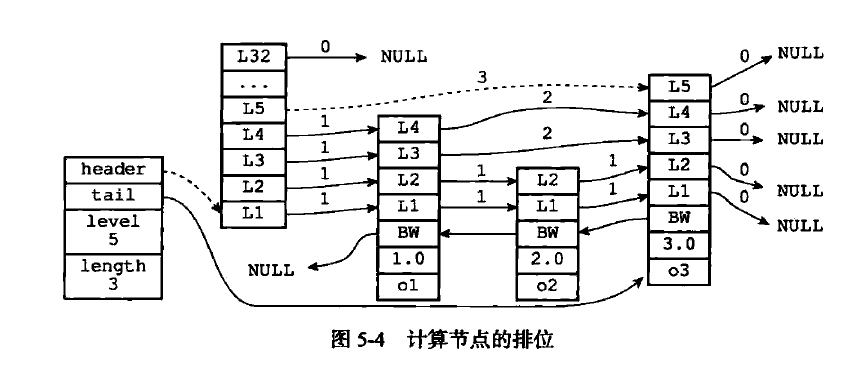 header
tail
level
5
length
3
L32
...
L5
L4
L3
L2
L1
0
NULL
3
1
1
1
1
L4
L3
L2
L1
BW
1.0
o1
NULL
2
2
1
1
L2
L1
BW
2.0
o2
1
1
L5
L4
L3
L2
L1
BW
3.0
o3
0
NULL
0
NULL
0
NULL
0
NULL
0
NULL
图 5-4 计算节点的排位